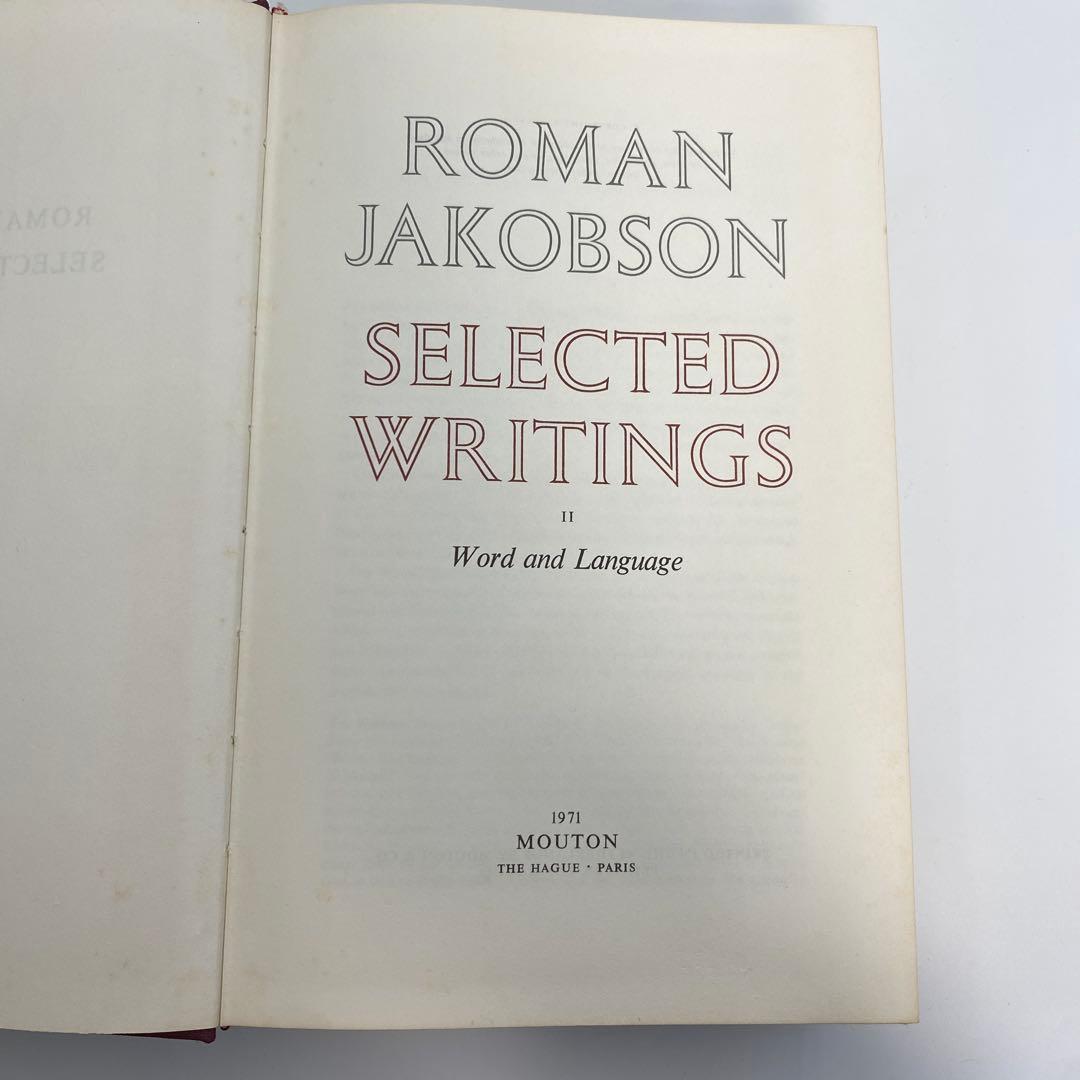 ROMAN
JAKOBSON
SELECTED
WRITINGS
II
Word and Language
1971
MOUTON
THE HAGUE · PARIS